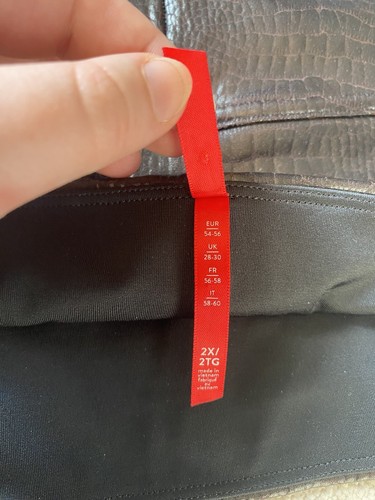 EUR
54-56
UK
28-30
FR
56-58
IT
58-60
2X/
2TG
made in
vietnam
fabriqué
au
vietnam